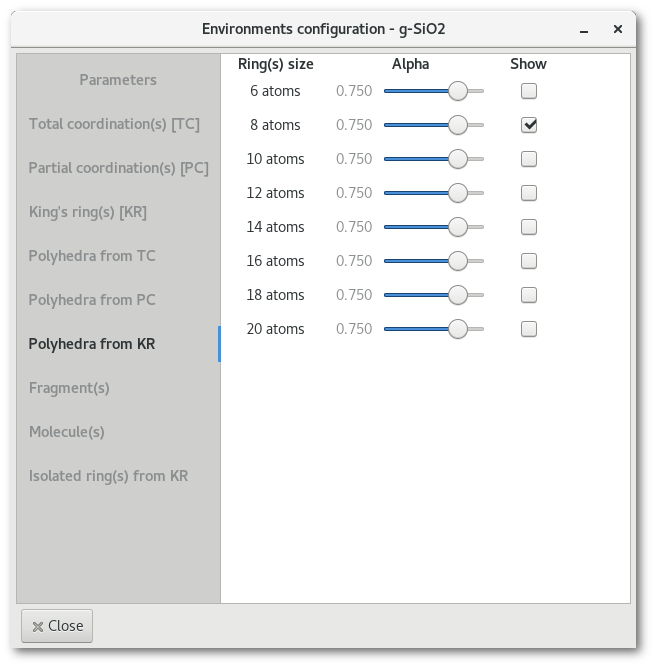 Environments configuration - g-SiO2
Parameters
Total coordination(s) [TC]
Partial coordination(s) [PC]
King's ring(s) [KR]
Polyhedra from TC
Polyhedra from PC
Polyhedra from KR
Fragment(s)
Molecule(s)
Isolated ring(s) from KR
Ring(s) size Alpha Show
6 atoms 0.750
8 atoms 0.750
10 atoms 0.750
12 atoms 0.750
14 atoms 0.750
16 atoms 0.750
18 atoms 0.750
20 atoms 0.750
Close